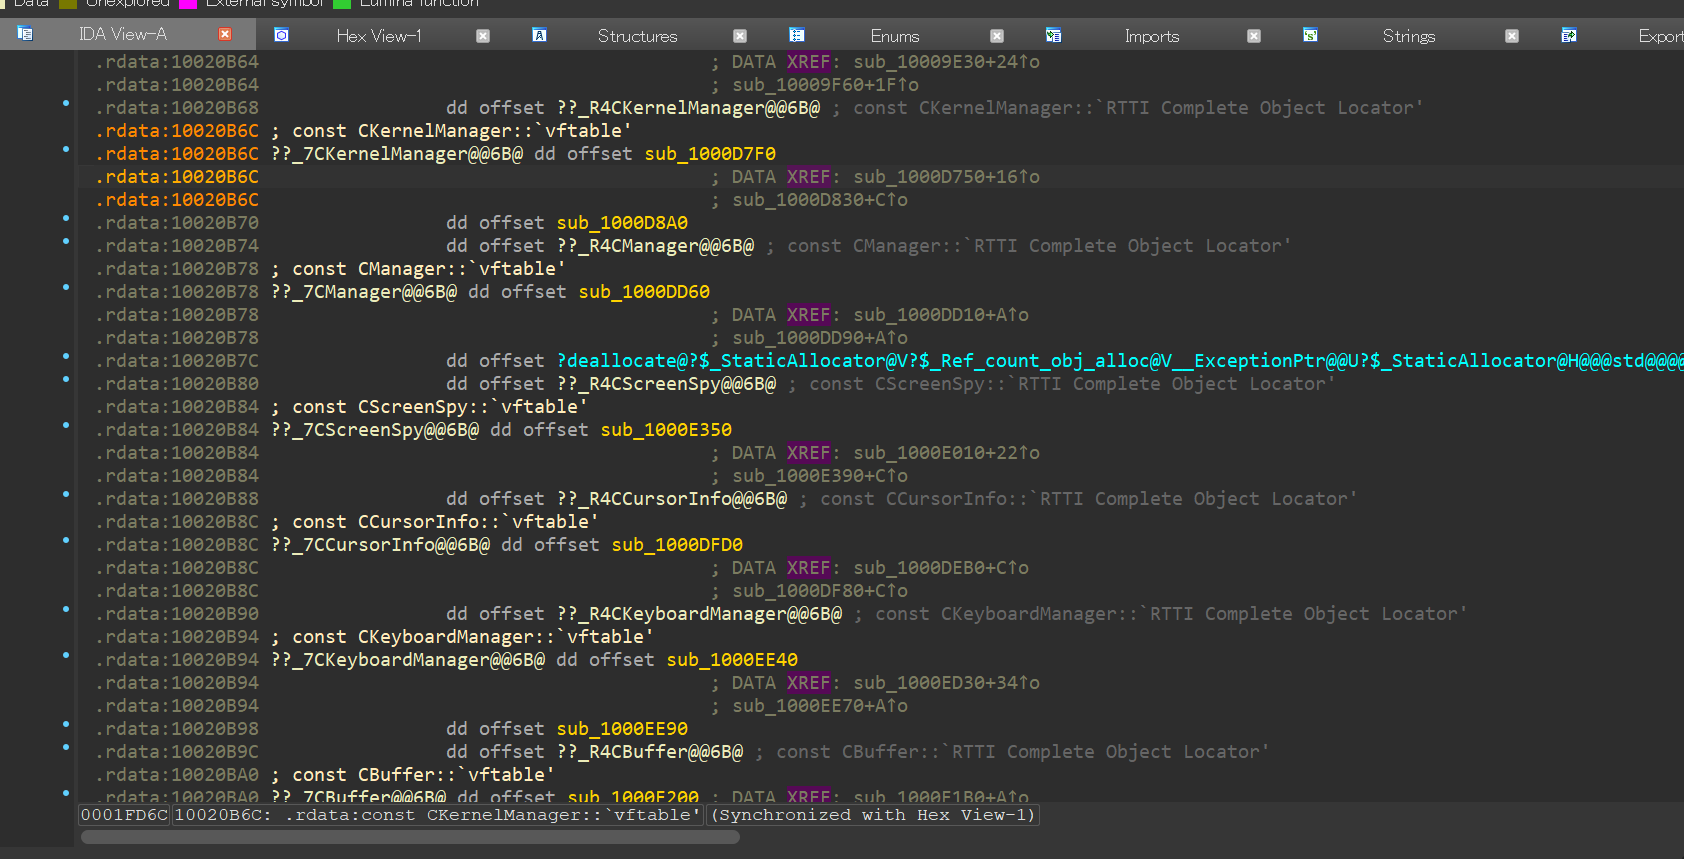 Data Unexplored External symbol Lumina function
IDA View-A Hex View-1 Structures Enums Imports Strings Export
.rdata:10020B64 ; DATA XREF: sub_10009E30+24↑o
.rdata:10020B64 ; sub_10009F60+1F↑o
.rdata:10020B68 dd offset ??_R4CKernelManager@@6B@ ; const CKernelManager::`RTTI Complete Object Locator'
.rdata:10020B6C ; const CKernelManager::`vftable'
.rdata:10020B6C ??_7CKernelManager@@6B@ dd offset sub_1000D7F0
.rdata:10020B6C ; DATA XREF: sub_1000D750+16↑o
.rdata:10020B6C ; sub_1000D830+C↑o
.rdata:10020B70 dd offset sub_1000D8A0
.rdata:10020B74 dd offset ??_R4CManager@@6B@ ; const CManager::`RTTI Complete Object Locator'
.rdata:10020B78 ; const CManager::`vftable'
.rdata:10020B78 ??_7CManager@@6B@ dd offset sub_1000DD60
.rdata:10020B78 ; DATA XREF: sub_1000DD10+A↑o
.rdata:10020B78 ; sub_1000DD90+A↑o
.rdata:10020B7C dd offset ?deallocate@?$_StaticAllocator@V?$_Ref_count_obj_alloc@V__ExceptionPtr@@U?$_StaticAllocator@H@@@std@@@@
.rdata:10020B80 dd offset ??_R4CScreenSpy@@6B@ ; const CScreenSpy::`RTTI Complete Object Locator'
.rdata:10020B84 ; const CScreenSpy::`vftable'
.rdata:10020B84 ??_7CScreenSpy@@6B@ dd offset sub_1000E350
.rdata:10020B84 ; DATA XREF: sub_1000E010+22↑o
.rdata:10020B84 ; sub_1000E390+C↑o
.rdata:10020B88 dd offset ??_R4CCursorInfo@@6B@ ; const CCursorInfo::`RTTI Complete Object Locator'
.rdata:10020B8C ; const CCursorInfo::`vftable'
.rdata:10020B8C ??_7CCursorInfo@@6B@ dd offset sub_1000DFD0
.rdata:10020B8C ; DATA XREF: sub_1000DEB0+C↑o
.rdata:10020B8C ; sub_1000DF80+C↑o
.rdata:10020B90 dd offset ??_R4CKeyboardManager@@6B@ ; const CKeyboardManager::`RTTI Complete Object Locator'
.rdata:10020B94 ; const CKeyboardManager::`vftable'
.rdata:10020B94 ??_7CKeyboardManager@@6B@ dd offset sub_1000EE40
.rdata:10020B94 ; DATA XREF: sub_1000ED30+34↑o
.rdata:10020B94 ; sub_1000EE70+A↑o
.rdata:10020B98 dd offset sub_1000EE90
.rdata:10020B9C dd offset ??_R4CBuffer@@6B@ ; const CBuffer::`RTTI Complete Object Locator'
.rdata:10020BA0 ; const CBuffer::`vftable'
.rdata:10020BA0 ??_7CBuffer@@6B@ dd offset sub_1000F200 ; DATA XREF: sub_1000F1B0+A↑o
0001FD6C 10020B6C: .rdata:const CKernelManager::`vftable' (Synchronized with Hex View-1)